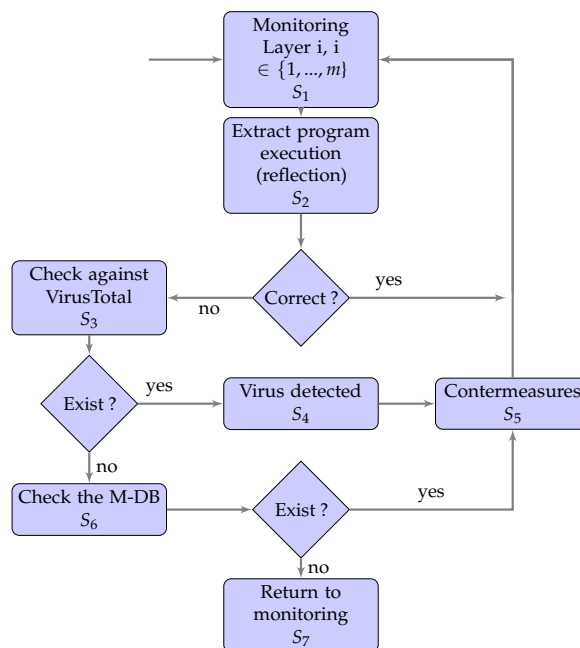 Monitoring
Layer i, i
∈ {1, ..., m}
S₁
Extract program
execution
(reflection)
S₂
Correct ?
yes
no
Check against
VirusTotal
S₃
Exist ?
yes
Virus detected
S₄
Contermeasures
S₅
no
Check the M-DB
S₆
Exist ?
yes
no
Return to
monitoring
S₇